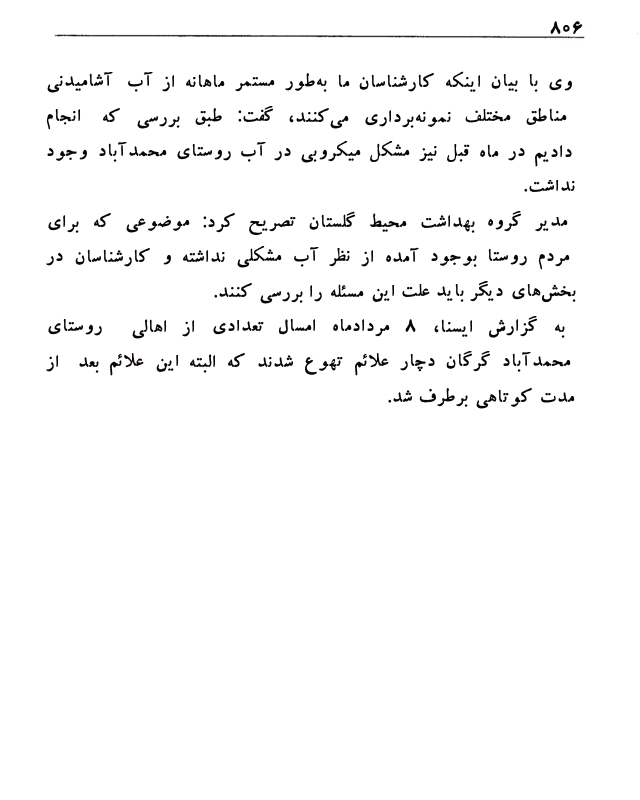 ۸۰۶
وی با بیان اینکه کارشناسان ما به‌طور مستمر ماهانه از آب آشامیدنی
مناطق مختلف نمونه‌برداری می‌کنند، گفت: طبق بررسی که انجام
دادیم در ماه قبل نیز مشکل میکروبی در آب روستای محمدآباد وجود
نداشت.
مدیر گروه بهداشت محیط گلستان تصریح کرد: موضوعی که برای
مردم روستا بوجود آمده از نظر آب مشکلی نداشته و کارشناسان در
بخش‌های دیگر باید علت این مسئله را بررسی کنند.
به گزارش ایسنا، ۸ مردادماه امسال تعدادی از اهالی روستای
محمدآباد گرگان دچار علائم تهوع شدند که البته این علائم بعد از
مدت کوتاهی برطرف شد.